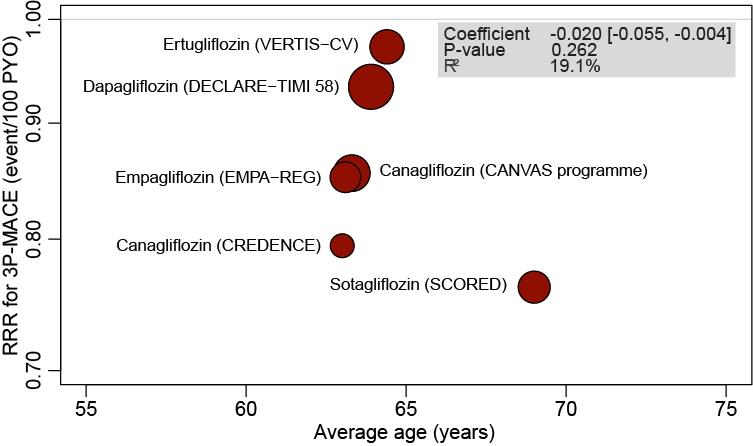 Coefficient -0.020 [-0.055, -0.004]
P-value 0.262
R² 19.1%
Ertugliflozin (VERTIS−CV)
Dapagliflozin (DECLARE−TIMI 58)
Empagliflozin (EMPA−REG)
Canagliflozin (CANVAS programme)
Canagliflozin (CREDENCE)
Sotagliflozin (SCORED)
RRR for 3P-MACE (event/100 PYO)
1.00
0.90
0.80
0.70
55 60 65 70 75
Average age (years)